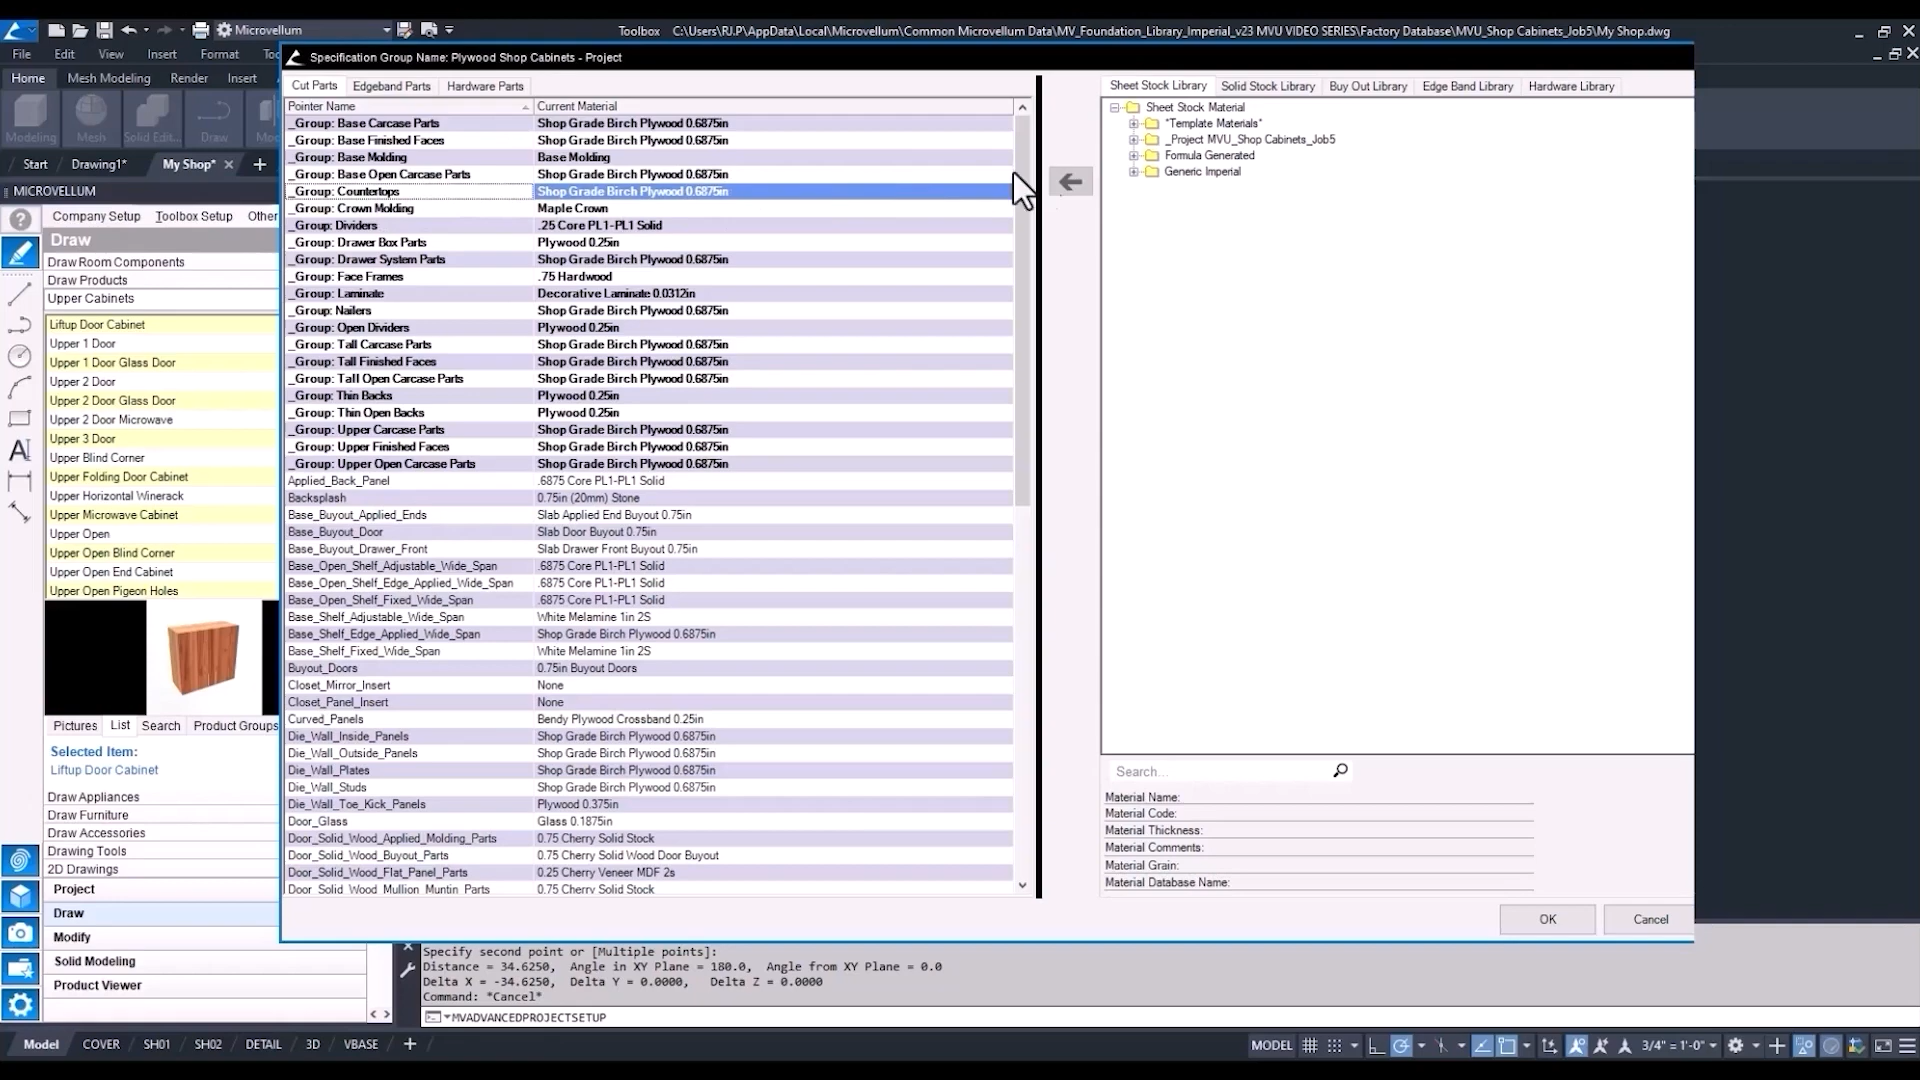 Microvellum
Toolbox C:\Users\RJ.P\AppData\Local\Microvellum\Common Microvellum Data\MV_Foundation_Library_Imperial_v23 MVU VIDEO SERIES\Factory Database\MVU_Shop Cabinets_Job5\My Shop.dwg
File Edit View Insert Format
Specification Group Name: Plywood Shop Cabinets - Project
Home Mesh Modeling Render Insert
Modeling Mesh Solid Edit... Draw
Start Drawing1* My Shop*
MICROVELLUM
Company Setup Toolbox Setup Other
Draw
Draw Room Components
Draw Products
Upper Cabinets
Liftup Door Cabinet
Upper 1 Door
Upper 1 Door Glass Door
Upper 2 Door
Upper 2 Door Glass Door
Upper 2 Door Microwave
Upper 3 Door
Upper Blind Corner
Upper Folding Door Cabinet
Upper Horizontal Winerack
Upper Microwave Cabinet
Upper Open
Upper Open Blind Corner
Upper Open End Cabinet
Upper Open Pigeon Holes
Pictures List Search Product Groups
Selected Item:
Liftup Door Cabinet
Draw Appliances
Draw Furniture
Draw Accessories
Drawing Tools
2D Drawings
Project
Draw
Modify
Solid Modeling
Product Viewer
Cut Parts Edgeband Parts Hardware Parts
Pointer Name Current Material
_Group: Base Carcase Parts Shop Grade Birch Plywood 0.6875in
_Group: Base Finished Faces Shop Grade Birch Plywood 0.6875in
_Group: Base Molding Base Molding
_Group: Base Open Carcase Parts Shop Grade Birch Plywood 0.6875in
_Group: Countertops Shop Grade Birch Plywood 0.6875in
_Group: Crown Molding Maple Crown
_Group: Dividers .25 Core PL1-PL1 Solid
_Group: Drawer Box Parts Plywood 0.25in
_Group: Drawer System Parts Shop Grade Birch Plywood 0.6875in
_Group: Face Frames .75 Hardwood
_Group: Laminate Decorative Laminate 0.0312in
_Group: Nailers Shop Grade Birch Plywood 0.6875in
_Group: Open Dividers Plywood 0.25in
_Group: Tall Carcase Parts Shop Grade Birch Plywood 0.6875in
_Group: Tall Finished Faces Shop Grade Birch Plywood 0.6875in
_Group: Tall Open Carcase Parts Shop Grade Birch Plywood 0.6875in
_Group: Thin Backs Plywood 0.25in
_Group: Thin Open Backs Plywood 0.25in
_Group: Upper Carcase Parts Shop Grade Birch Plywood 0.6875in
_Group: Upper Finished Faces Shop Grade Birch Plywood 0.6875in
_Group: Upper Open Carcase Parts Shop Grade Birch Plywood 0.6875in
Applied_Back_Panel .6875 Core PL1-PL1 Solid
Backsplash 0.75in (20mm) Stone
Base_Buyout_Applied_Ends Slab Applied End Buyout 0.75in
Base_Buyout_Door Slab Door Buyout 0.75in
Base_Buyout_Drawer_Front Slab Drawer Front Buyout 0.75in
Base_Open_Shelf_Adjustable_Wide_Span .6875 Core PL1-PL1 Solid
Base_Open_Shelf_Edge_Applied_Wide_Span .6875 Core PL1-PL1 Solid
Base_Open_Shelf_Fixed_Wide_Span .6875 Core PL1-PL1 Solid
Base_Shelf_Adjustable_Wide_Span White Melamine 1in 2S
Base_Shelf_Edge_Applied_Wide_Span Shop Grade Birch Plywood 0.6875in
Base_Shelf_Fixed_Wide_Span White Melamine 1in 2S
Buyout_Doors 0.75in Buyout Doors
Closet_Mirror_Insert None
Closet_Panel_Insert None
Curved_Panels Bendy Plywood Crossband 0.25in
Die_Wall_Inside_Panels Shop Grade Birch Plywood 0.6875in
Die_Wall_Outside_Panels Shop Grade Birch Plywood 0.6875in
Die_Wall_Plates Shop Grade Birch Plywood 0.6875in
Die_Wall_Studs Shop Grade Birch Plywood 0.6875in
Die_Wall_Toe_Kick_Panels Plywood 0.375in
Door_Glass Glass 0.1875in
Door_Solid_Wood_Applied_Molding_Parts 0.75 Cherry Solid Stock
Door_Solid_Wood_Buyout_Parts 0.75 Cherry Solid Wood Door Buyout
Door_Solid_Wood_Flat_Panel_Parts 0.25 Cherry Veneer MDF 2s
Door_Solid_Wood_Mullion_Muntin_Parts 0.75 Cherry Solid Stock
Sheet Stock Library Solid Stock Library Buy Out Library Edge Band Library Hardware Library
Sheet Stock Material
*Template Materials*
_Project MVU_Shop Cabinets_Job5
Formula Generated
Generic Imperial
Search...
Material Name:
Material Code:
Material Thickness:
Material Comments:
Material Grain:
Material Database Name:
OK Cancel
Specify second point or [Multiple points]:
Distance = 34.6250, Angle in XY Plane = 180.0, Angle from XY Plane = 0.0
Delta X = -34.6250, Delta Y = 0.0000, Delta Z = 0.0000
Command: *Cancel*
MVADVANCEDPROJECTSETUP
Model COVER SH01 SH02 DETAIL 3D VBASE + MODEL 3/4" = 1'-0"